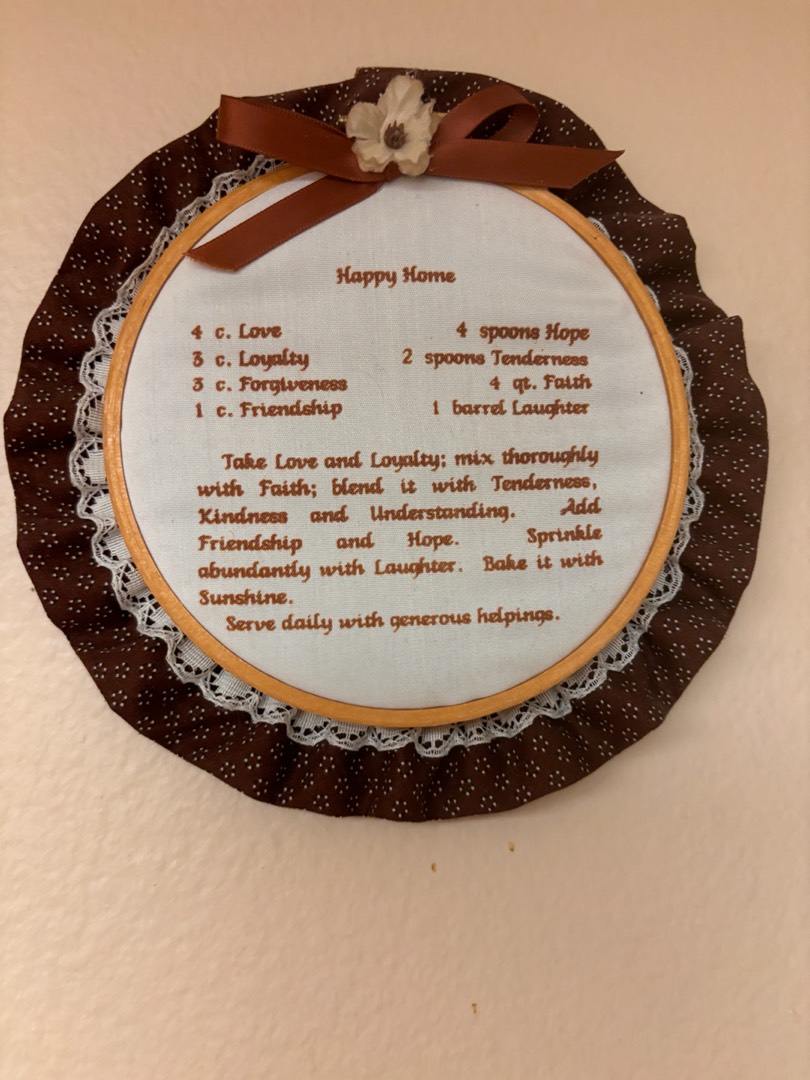 Happy Home
4 c. Love 4 spoons Hope
3 c. Loyalty 2 spoons Tenderness
3 c. Forgiveness 4 qt. Faith
1 c. Friendship 1 barrel Laughter
Take Love and Loyalty; mix thoroughly
with Faith; blend it with Tenderness,
Kindness and Understanding. Add
Friendship and Hope. Sprinkle
abundantly with Laughter. Bake it with
Sunshine.
Serve daily with generous helpings.